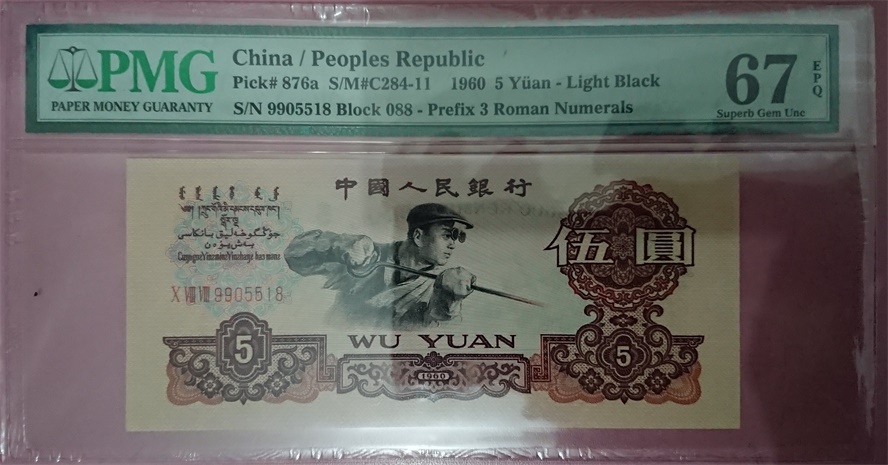 PMG
PAPER MONEY GUARANTY
China / Peoples Republic
Pick# 876a S/M#C284-11 1960 5 Yüan - Light Black
S/N 9905518 Block 088 - Prefix 3 Roman Numerals
67
EPQ
Superb Gem Unc
中國人民銀行
伍圓
X VIII VIII 9905518
WU YUAN
5
1960
5